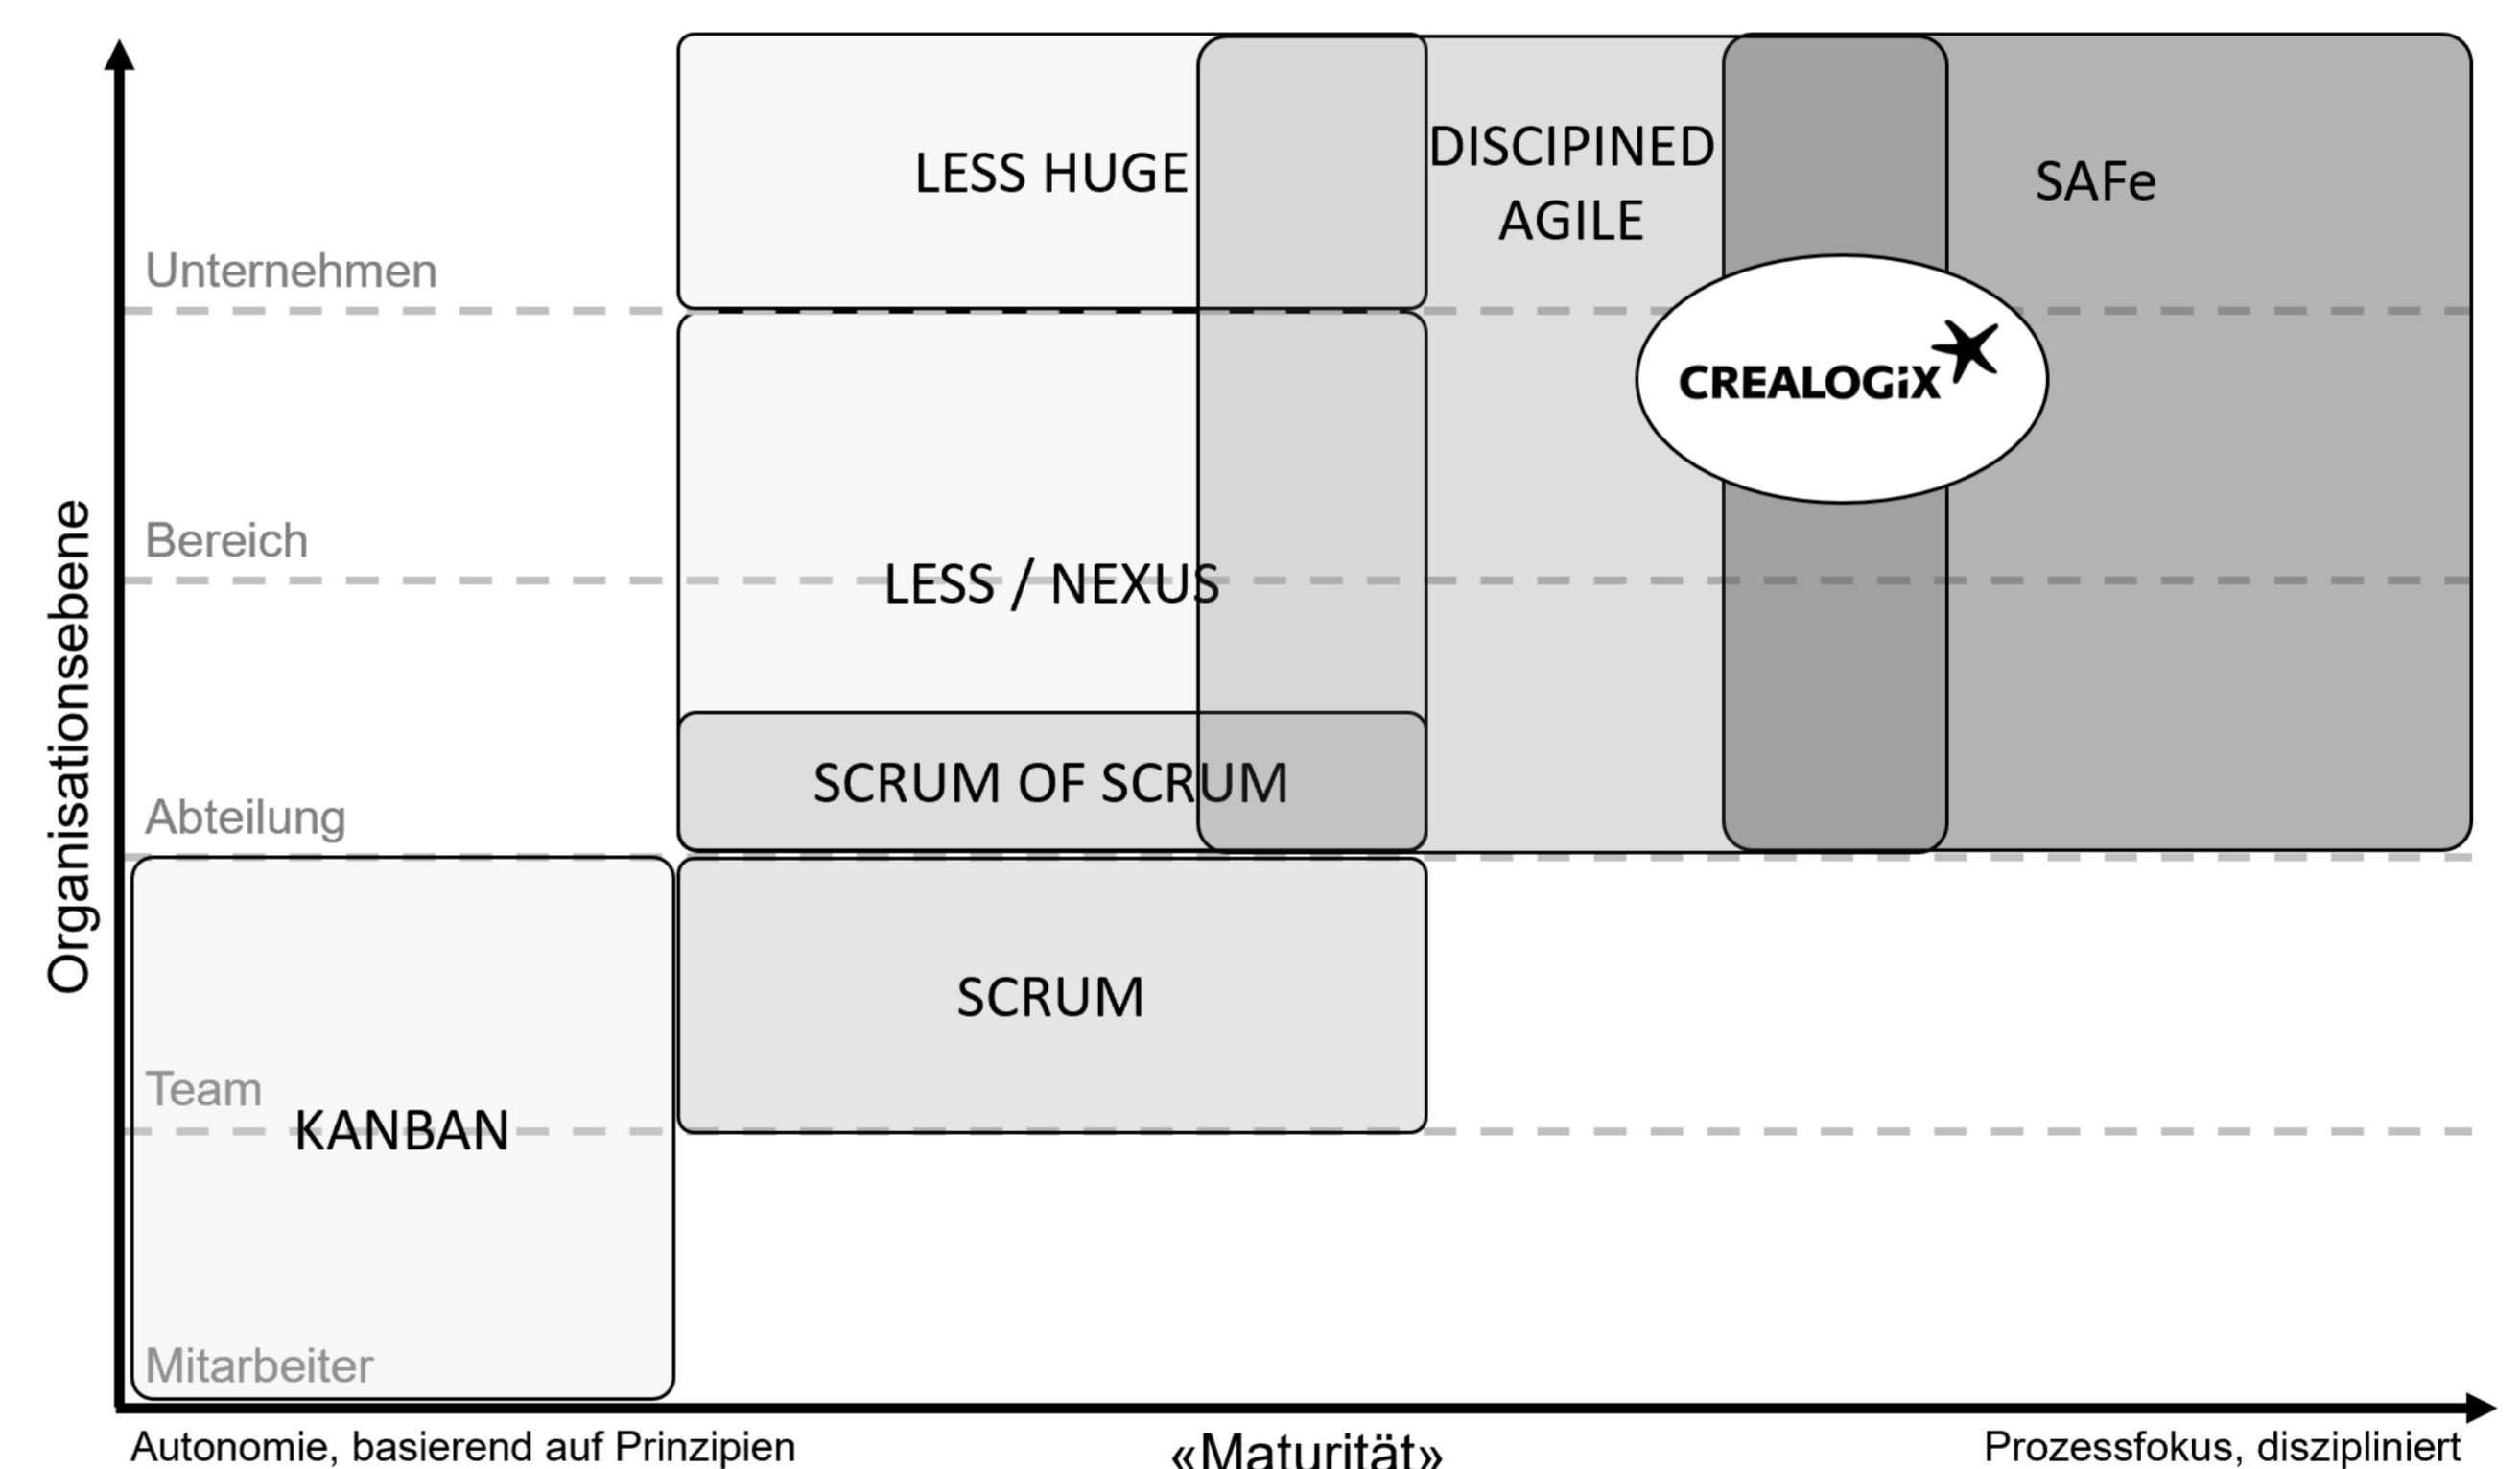 LESS HUGE
DISCIPINED
AGILE
SAFe
Unternehmen
CREALOGiX
Bereich
LESS / NEXUS
SCRUM OF SCRUM
Abteilung
Organisationsebene
SCRUM
Team
KANBAN
Mitarbeiter
Autonomie, basierend auf Prinzipien
«Maturität»
Prozessfokus, diszipliniert